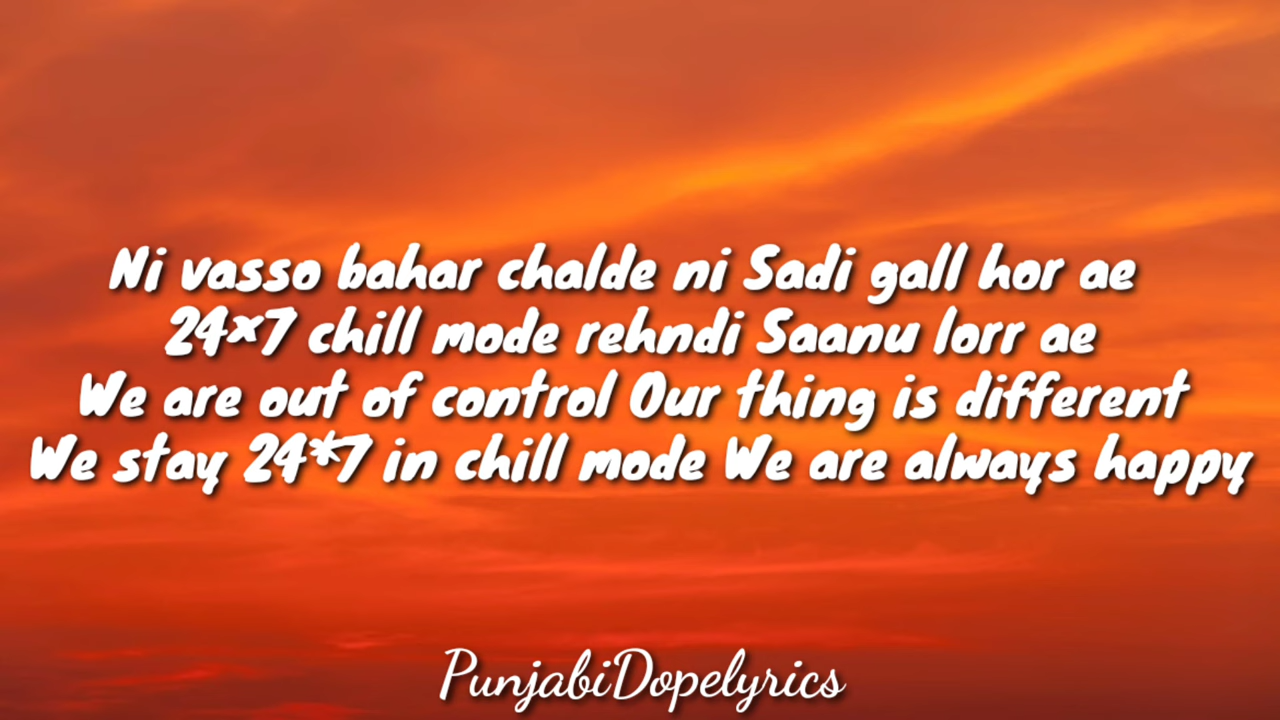 Ni vasso bahar chalde ni Sadi gall hor ae
24×7 chill mode rehndi Saanu lorr ae
We are out of control Our thing is different
We stay 24*7 in chill mode We are always happy
PunjabiDopelyrics